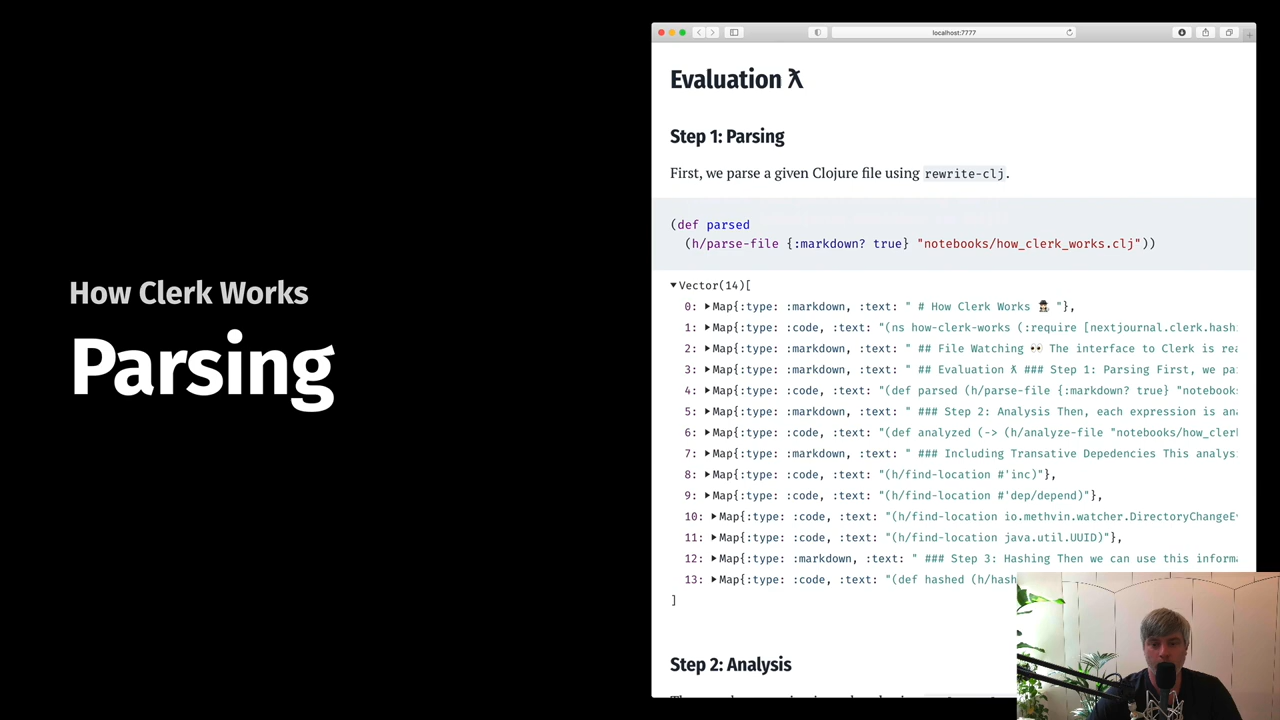 How Clerk Works
Parsing
localhost:7777
Evaluation ƛ
Step 1: Parsing
First, we parse a given Clojure file using rewrite-clj.
(def parsed
(h/parse-file {:markdown? true} "notebooks/how_clerk_works.clj"))
▼Vector(14)[
0: ▶Map{:type: :markdown, :text: " # How Clerk Works 🕵🏻‍♂️ "},
1: ▶Map{:type: :code, :text: "(ns how-clerk-works (:require [nextjournal.clerk.hash:
2: ▶Map{:type: :markdown, :text: " ## File Watching 👀 The interface to Clerk is rea
3: ▶Map{:type: :markdown, :text: " ## Evaluation ƛ ### Step 1: Parsing First, we pa
4: ▶Map{:type: :code, :text: "(def parsed (h/parse-file {:markdown? true} "notebook
5: ▶Map{:type: :markdown, :text: " ### Step 2: Analysis Then, each expression is ana
6: ▶Map{:type: :code, :text: "(def analyzed (-> (h/analyze-file "notebooks/how_cler
7: ▶Map{:type: :markdown, :text: " ### Including Transative Depedencies This analys
8: ▶Map{:type: :code, :text: "(h/find-location #'inc)"},
9: ▶Map{:type: :code, :text: "(h/find-location #'dep/depend)"},
10: ▶Map{:type: :code, :text: "(h/find-location io.methvin.watcher.DirectoryChangeE
11: ▶Map{:type: :code, :text: "(h/find-location java.util.UUID)"},
12: ▶Map{:type: :markdown, :text: " ### Step 3: Hashing Then we can use this inform
13: ▶Map{:type: :code, :text: "(def hashed (h/hash
]
Step 2: Analysis